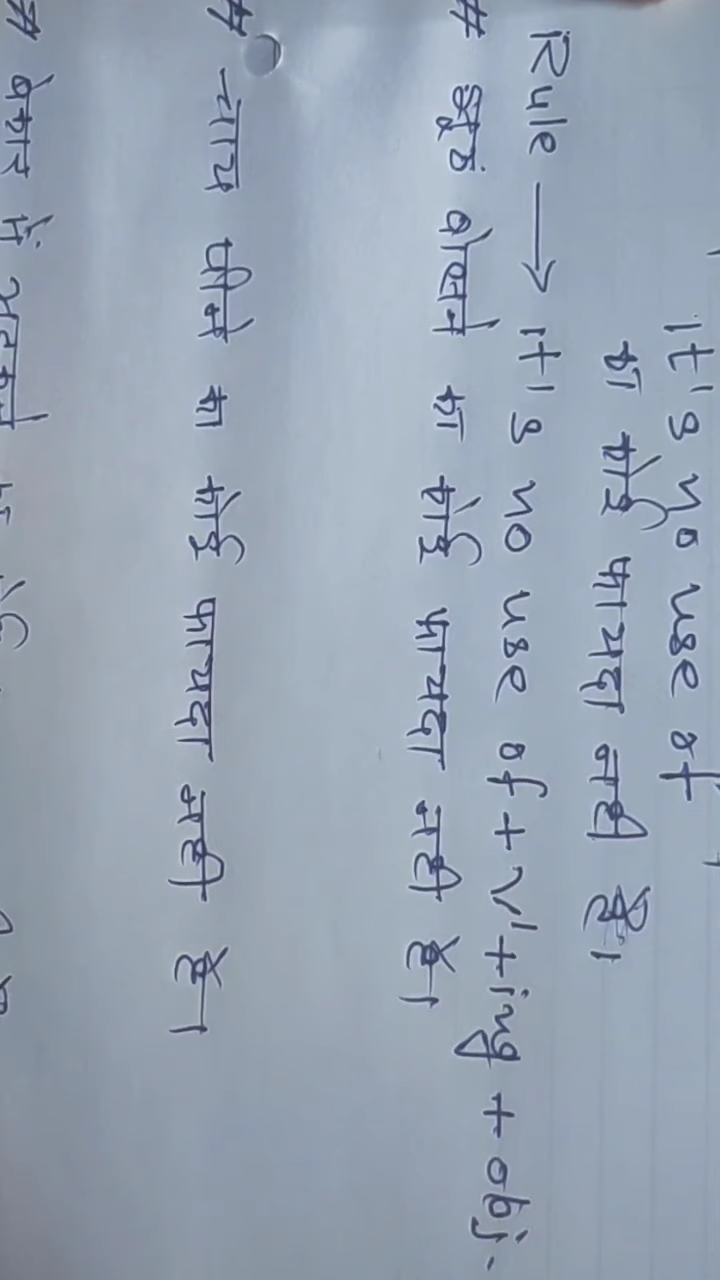 it's no use of
का कोई फायदा नही है।
Rule → it's no use of + v¹+ing + obj.
# झूठ बोलने का कोई फायदा नही है।
# चाय पीने का कोई फायदा नही है।
# बेकार में भटकने